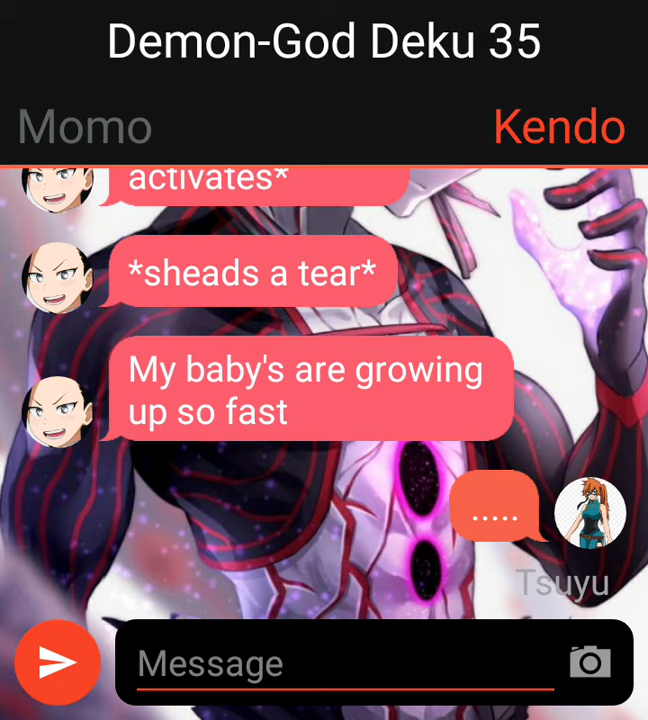 Demon-God Deku 35
Momo
Kendo
activates*
*sheads a tear*
My baby's are growing
up so fast
.....
Tsuyu
Message